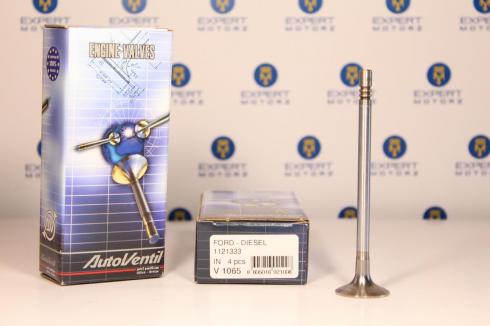 ENGINE VALVES
AutoVentil
FORD - DIESEL
1121333
IN 4 pcs
V 1065
EXPERT
MOTORZ